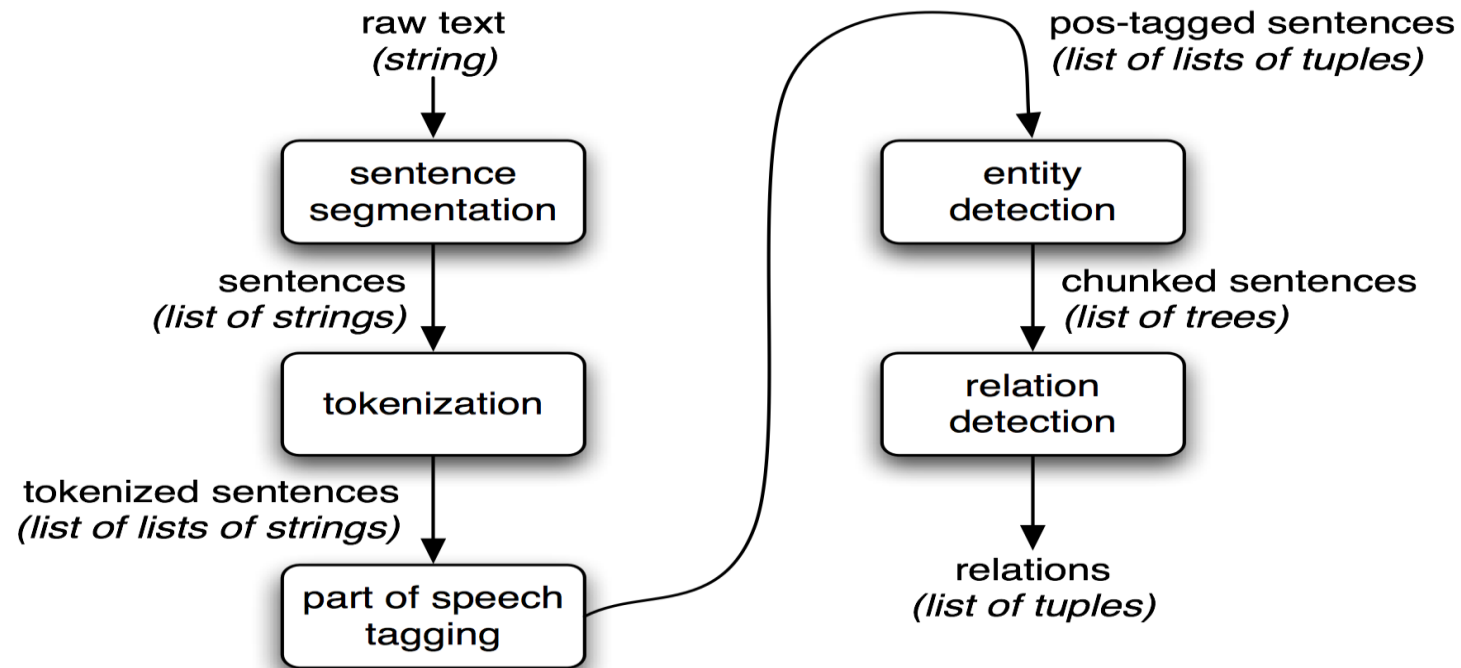 raw text
(string)
sentence
segmentation
sentences
(list of strings)
tokenization
tokenized sentences
(list of lists of strings)
part of speech
tagging
pos-tagged sentences
(list of lists of tuples)
entity
detection
chunked sentences
(list of trees)
relation
detection
relations
(list of tuples)